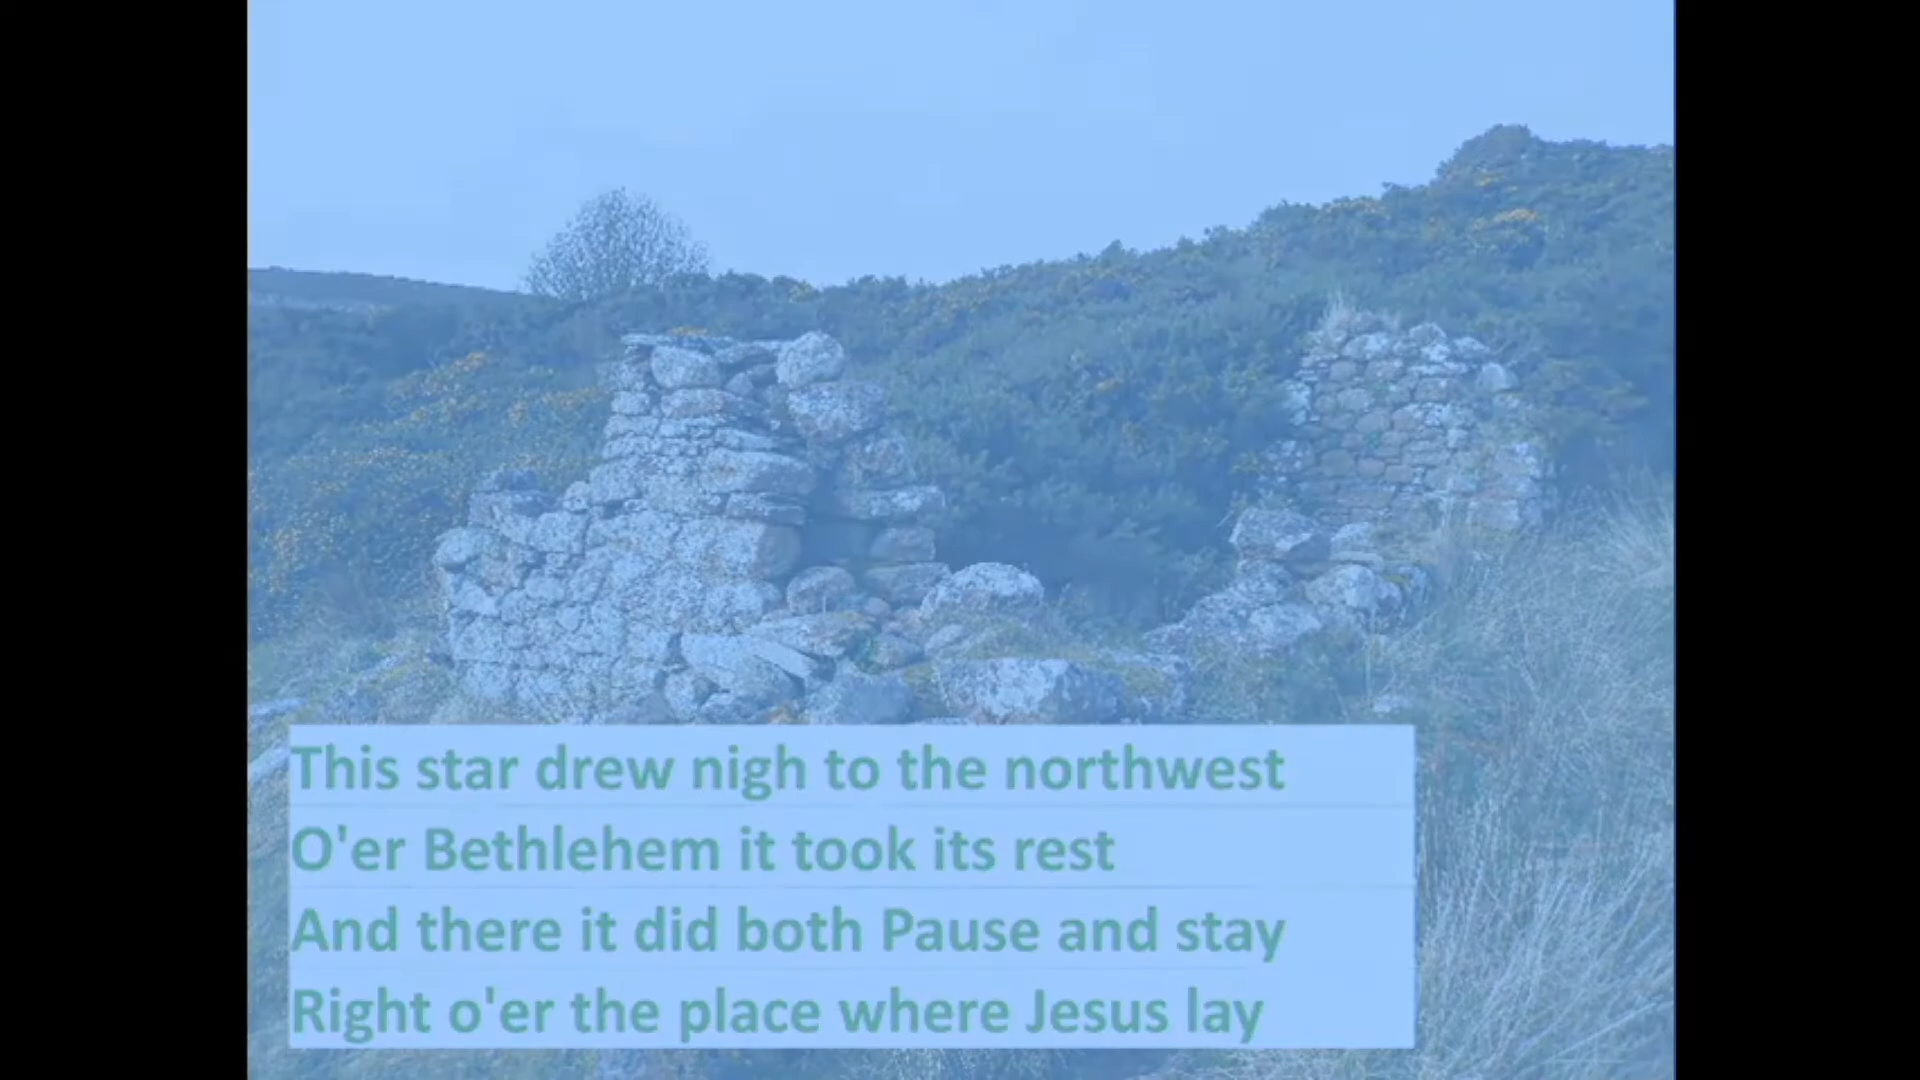 This star drew nigh to the northwest
O'er Bethlehem it took its rest
And there it did both Pause and stay
Right o'er the place where Jesus lay